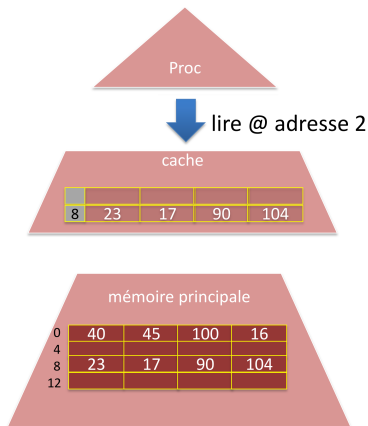 Proc
lire @ adresse 2
cache
8 23 17 90 104
mémoire principale
0 40 45 100 16
4
8 23 17 90 104
12